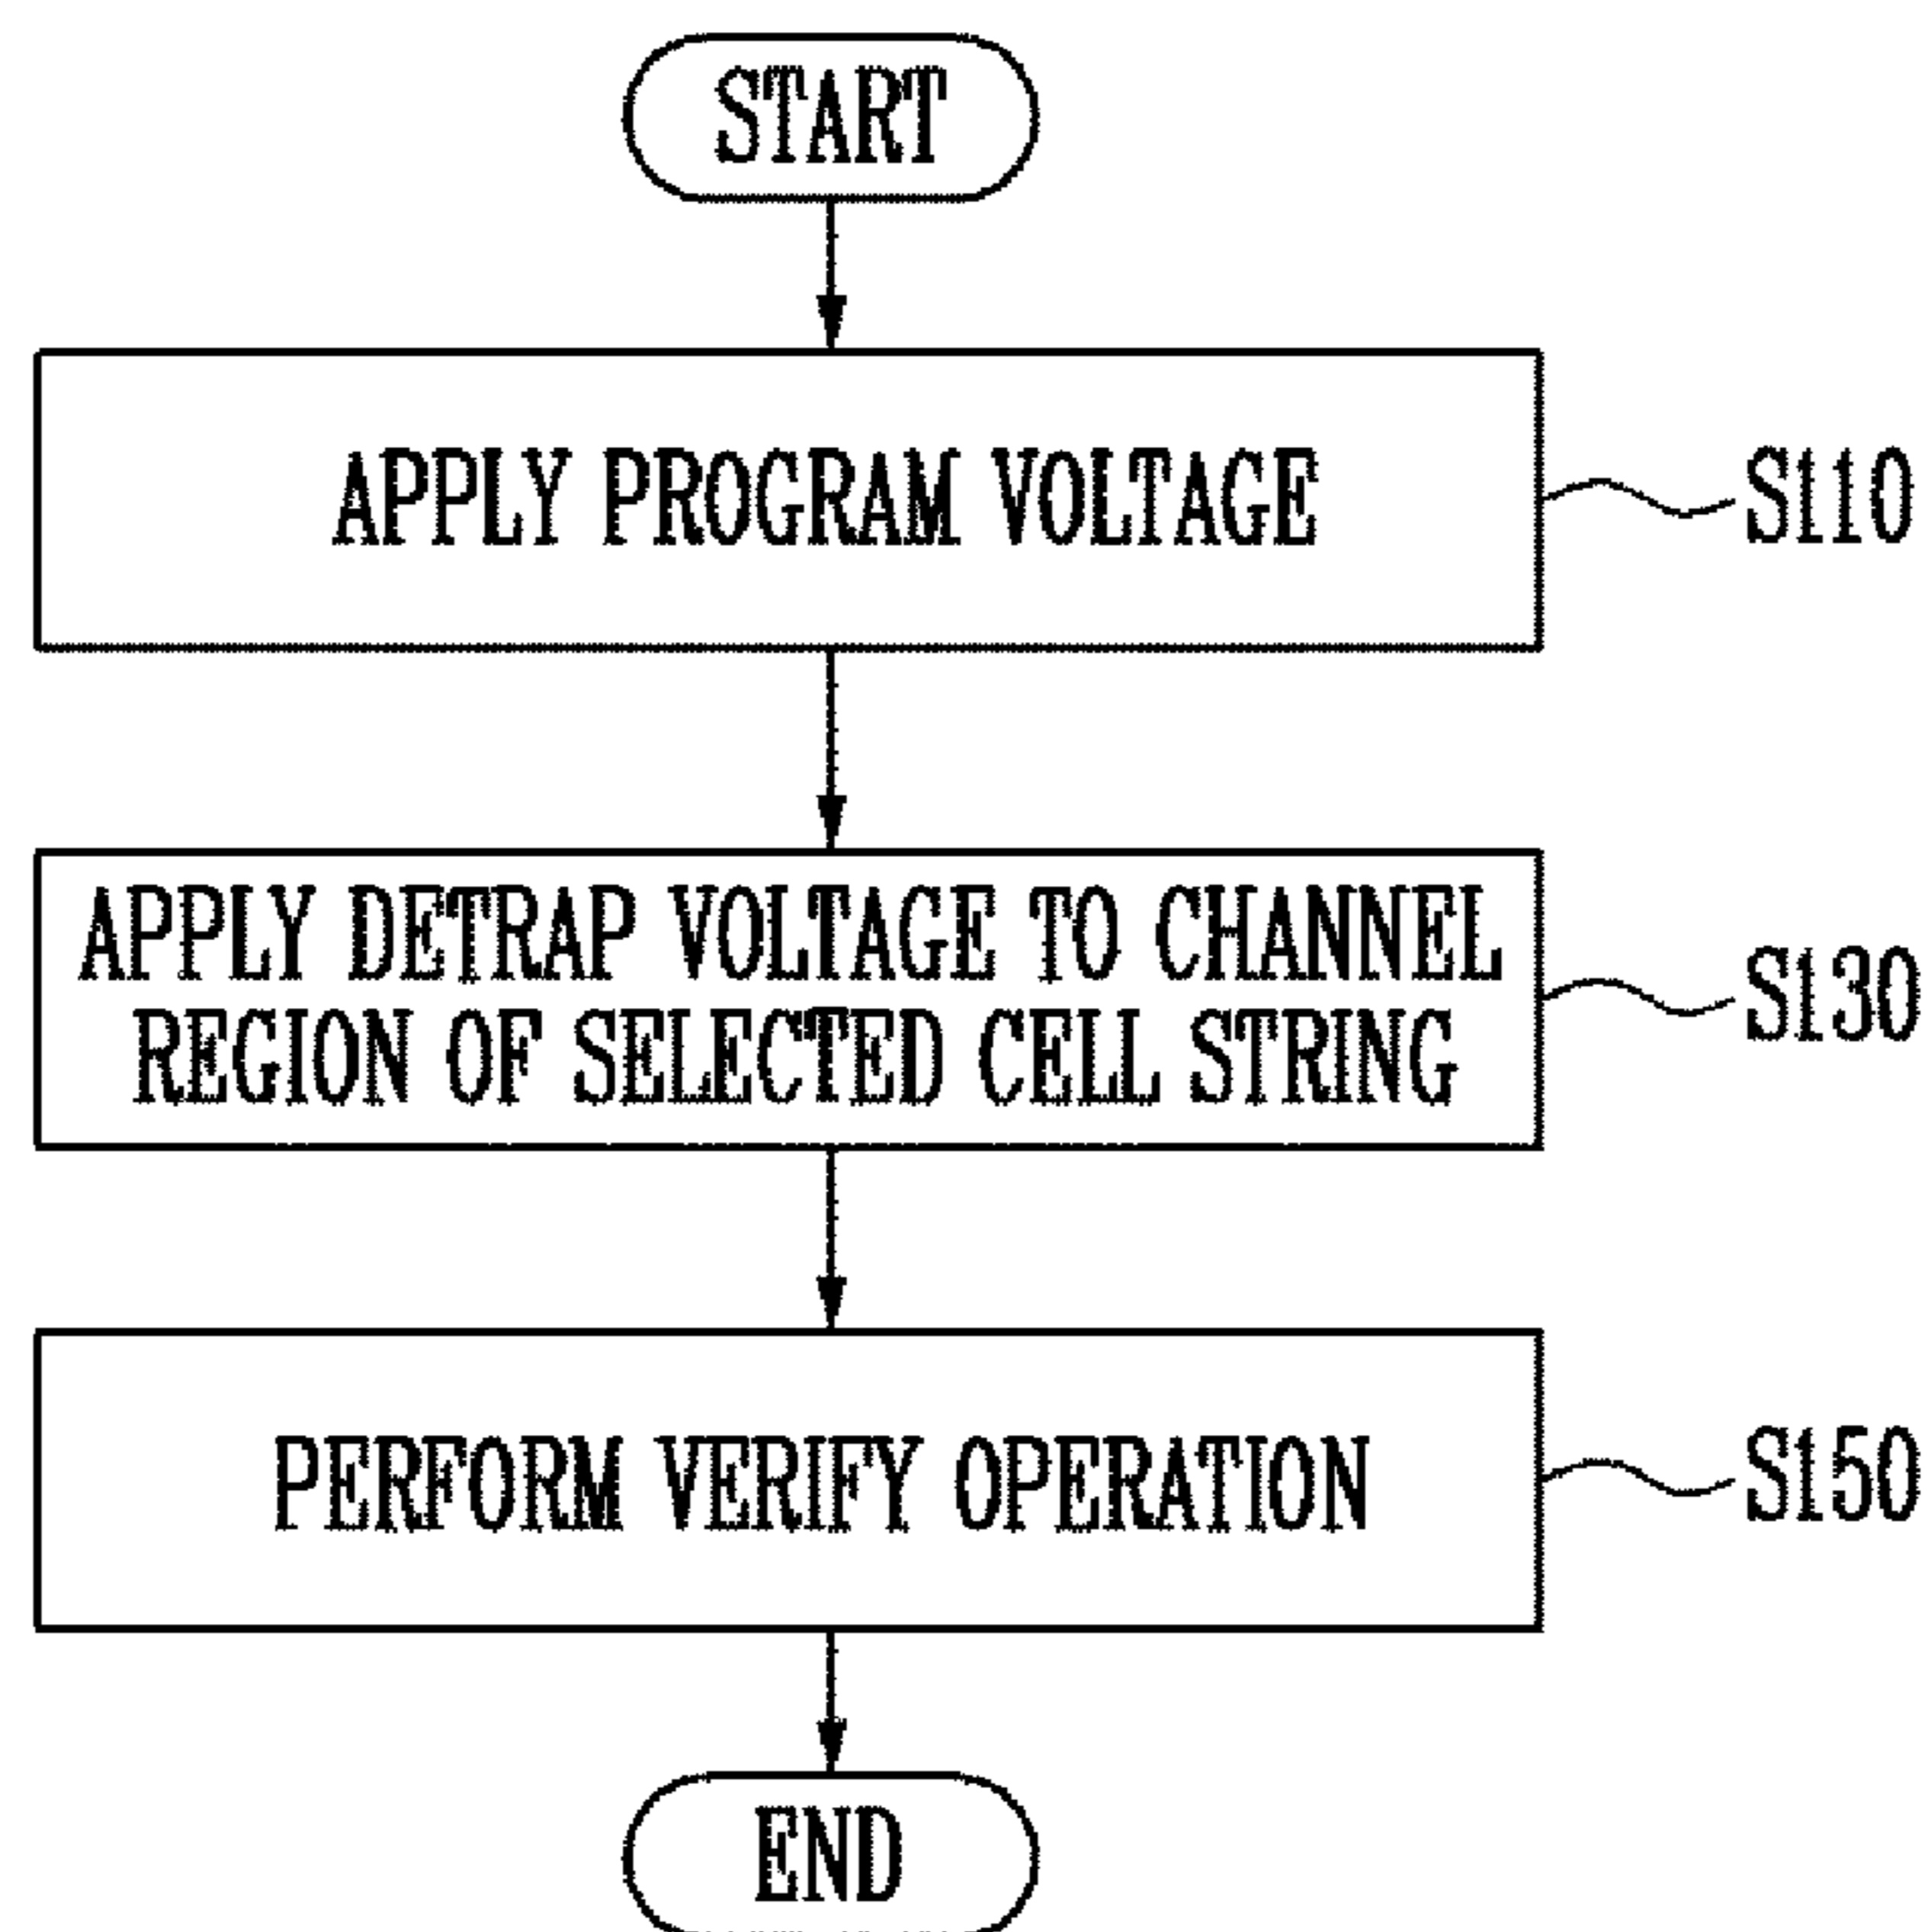 START
APPLY PROGRAM VOLTAGE
S110
APPLY DETRAP VOLTAGE TO CHANNEL
REGION OF SELECTED CELL STRING
S130
PERFORM VERIFY OPERATION
S150
END